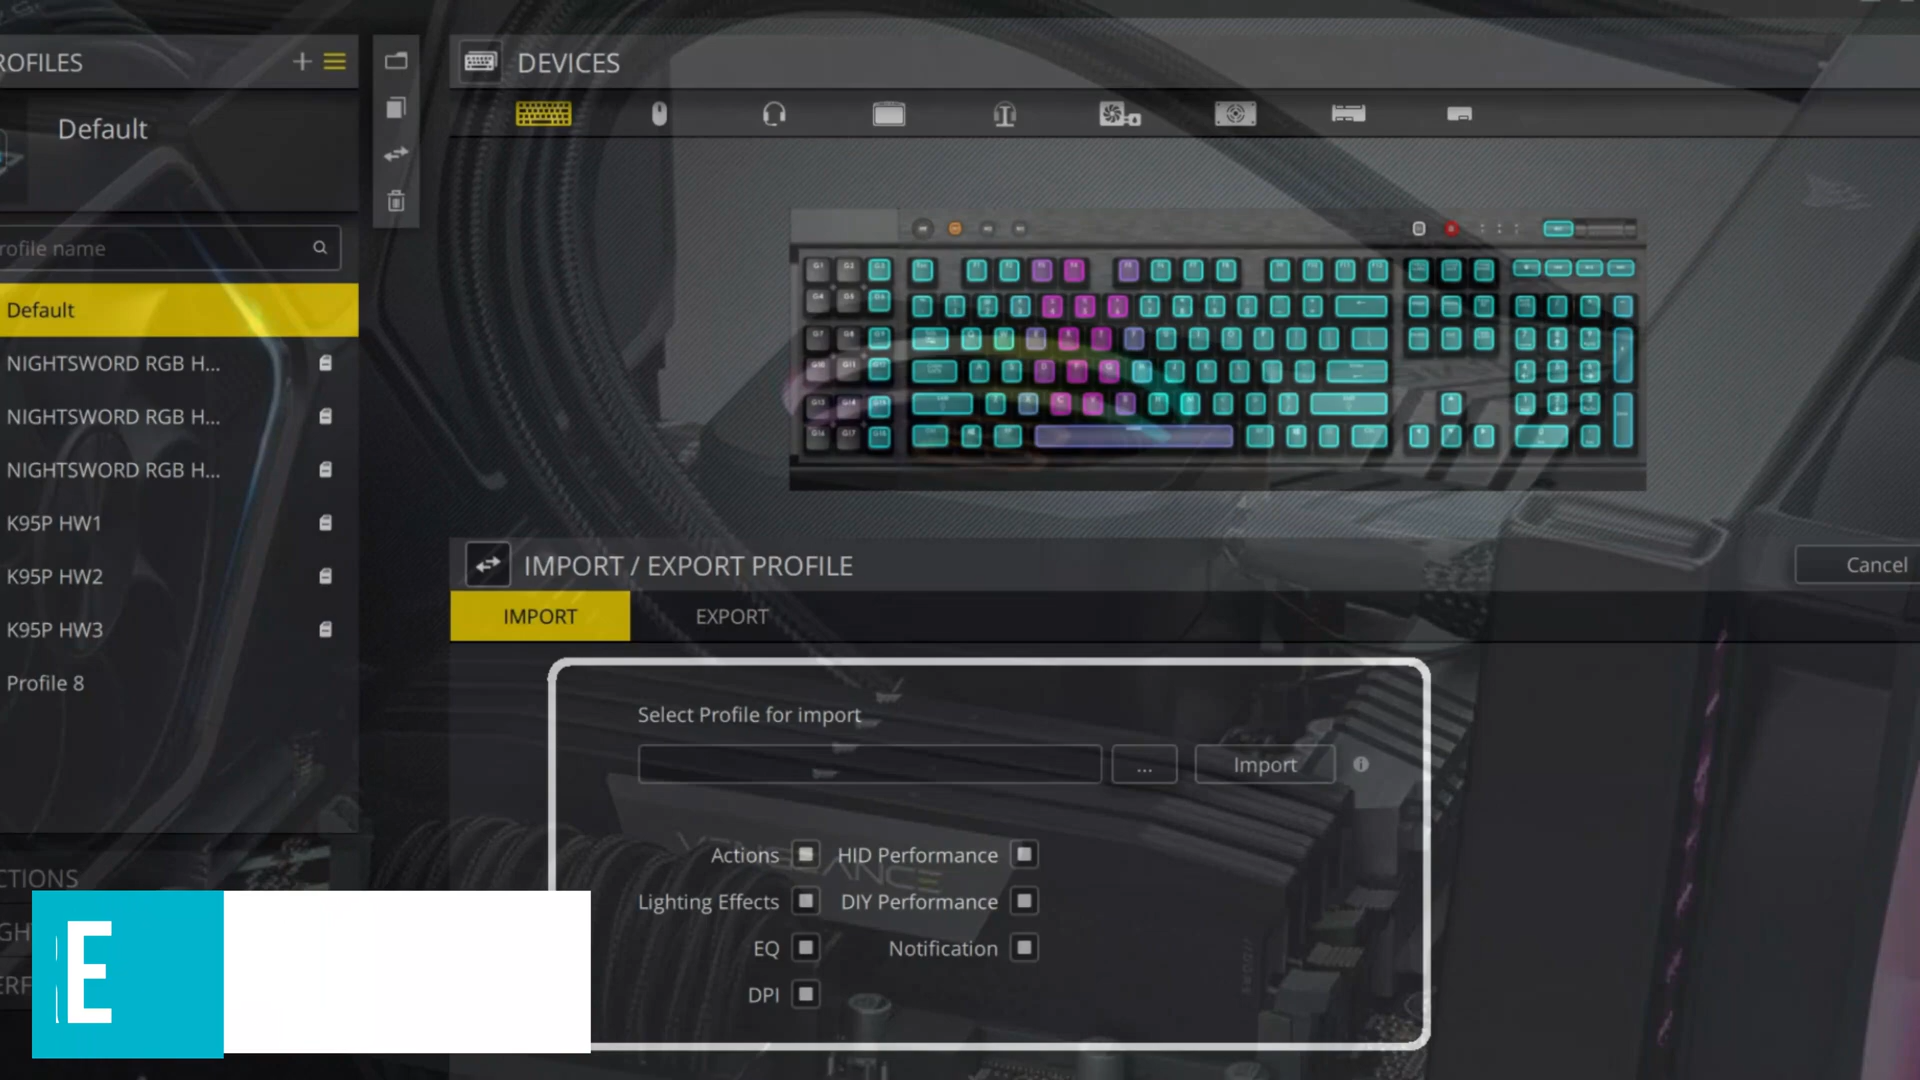 ROFILES
DEVICES
Default
rofile name
Default
NIGHTSWORD RGB H...
NIGHTSWORD RGB H...
NIGHTSWORD RGB H...
K95P HW1
K95P HW2
K95P HW3
Profile 8
IMPORT / EXPORT PROFILE
Cancel
IMPORT
EXPORT
Select Profile for import
...
Import
Actions
HID Performance
Lighting Effects
DIY Performance
EQ
Notification
DPI
CTIONS
GH
ERF
E